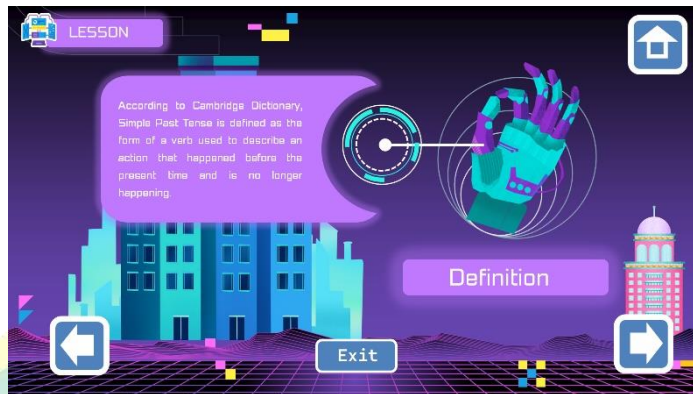 LESSON
According to Cambridge Dictionary,
Simple Past Tense is defined as the
form of a verb used to describe an
action that happened before the
present time and is no longer
happening.
Definition
Exit